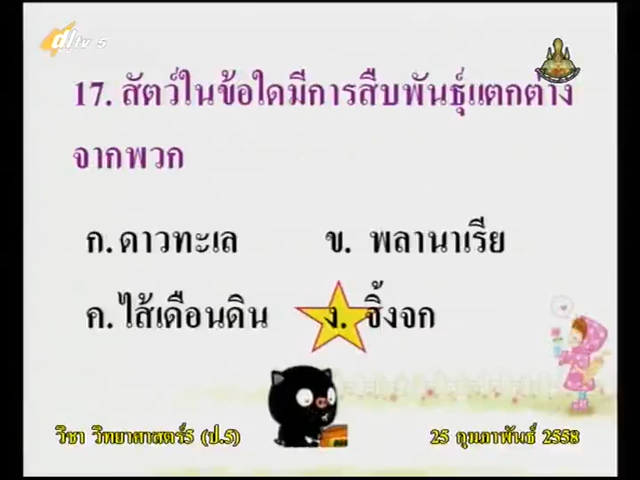 dltv 5
17. สัตว์ในข้อใดมีการสืบพันธุ์แตกต่าง
จากพวก
ก. ดาวทะเล ข. พลานาเรีย
ค. ไส้เดือนดิน ง. จิ้งจก
วิชา วิทยาศาสตร์5 (ป.5) 25 กุมภาพันธ์ 2558